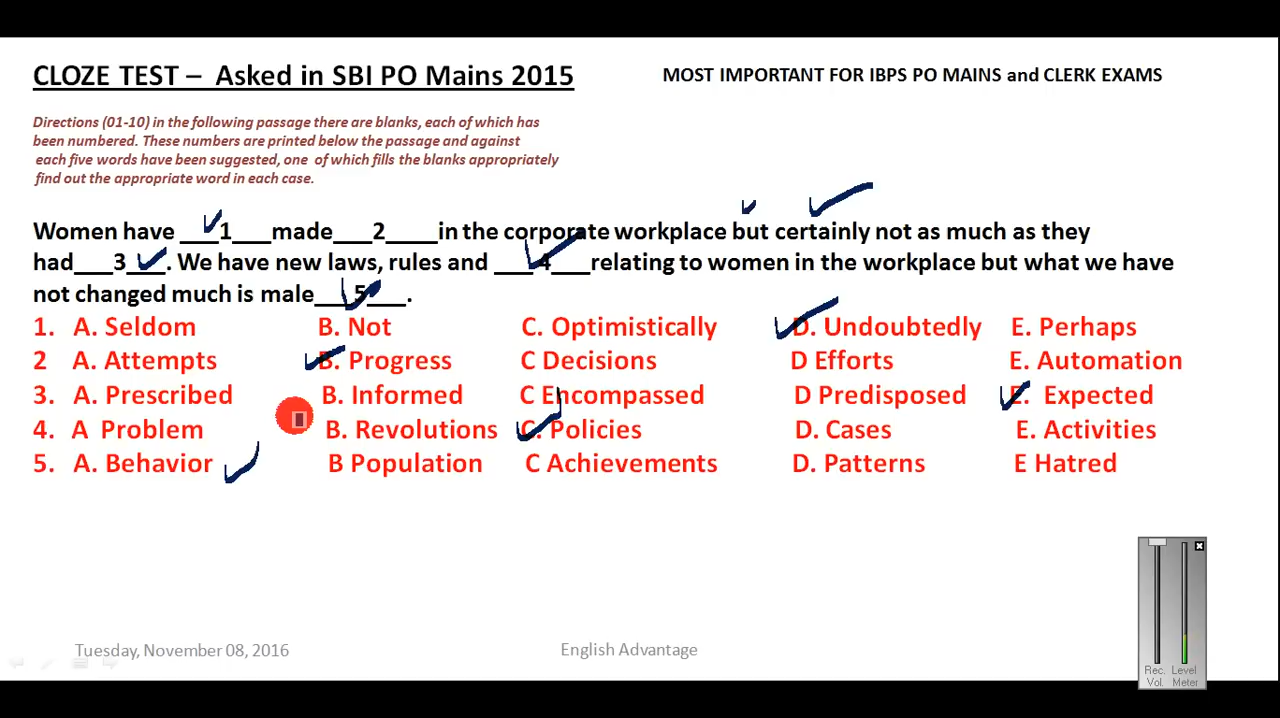 CLOZE TEST – Asked in SBI PO Mains 2015
MOST IMPORTANT FOR IBPS PO MAINS and CLERK EXAMS
Directions (01-10) in the following passage there are blanks, each of which has
been numbered. These numbers are printed below the passage and against
each five words have been suggested, one of which fills the blanks appropriately
find out the appropriate word in each case.
Women have ___1___made___2____in the corporate workplace but certainly not as much as they
had___3___. We have new laws, rules and ___4___relating to women in the workplace but what we have
not changed much is male___5___.
1. A. Seldom B. Not C. Optimistically D. Undoubtedly E. Perhaps
2 A. Attempts B. Progress C Decisions D Efforts E. Automation
3. A. Prescribed B. Informed C Encompassed D Predisposed E. Expected
4. A Problem B. Revolutions C. Policies D. Cases E. Activities
5. A. Behavior B Population C Achievements D. Patterns E Hatred
Tuesday, November 08, 2016
English Advantage
Rec. Level
Vol. Meter